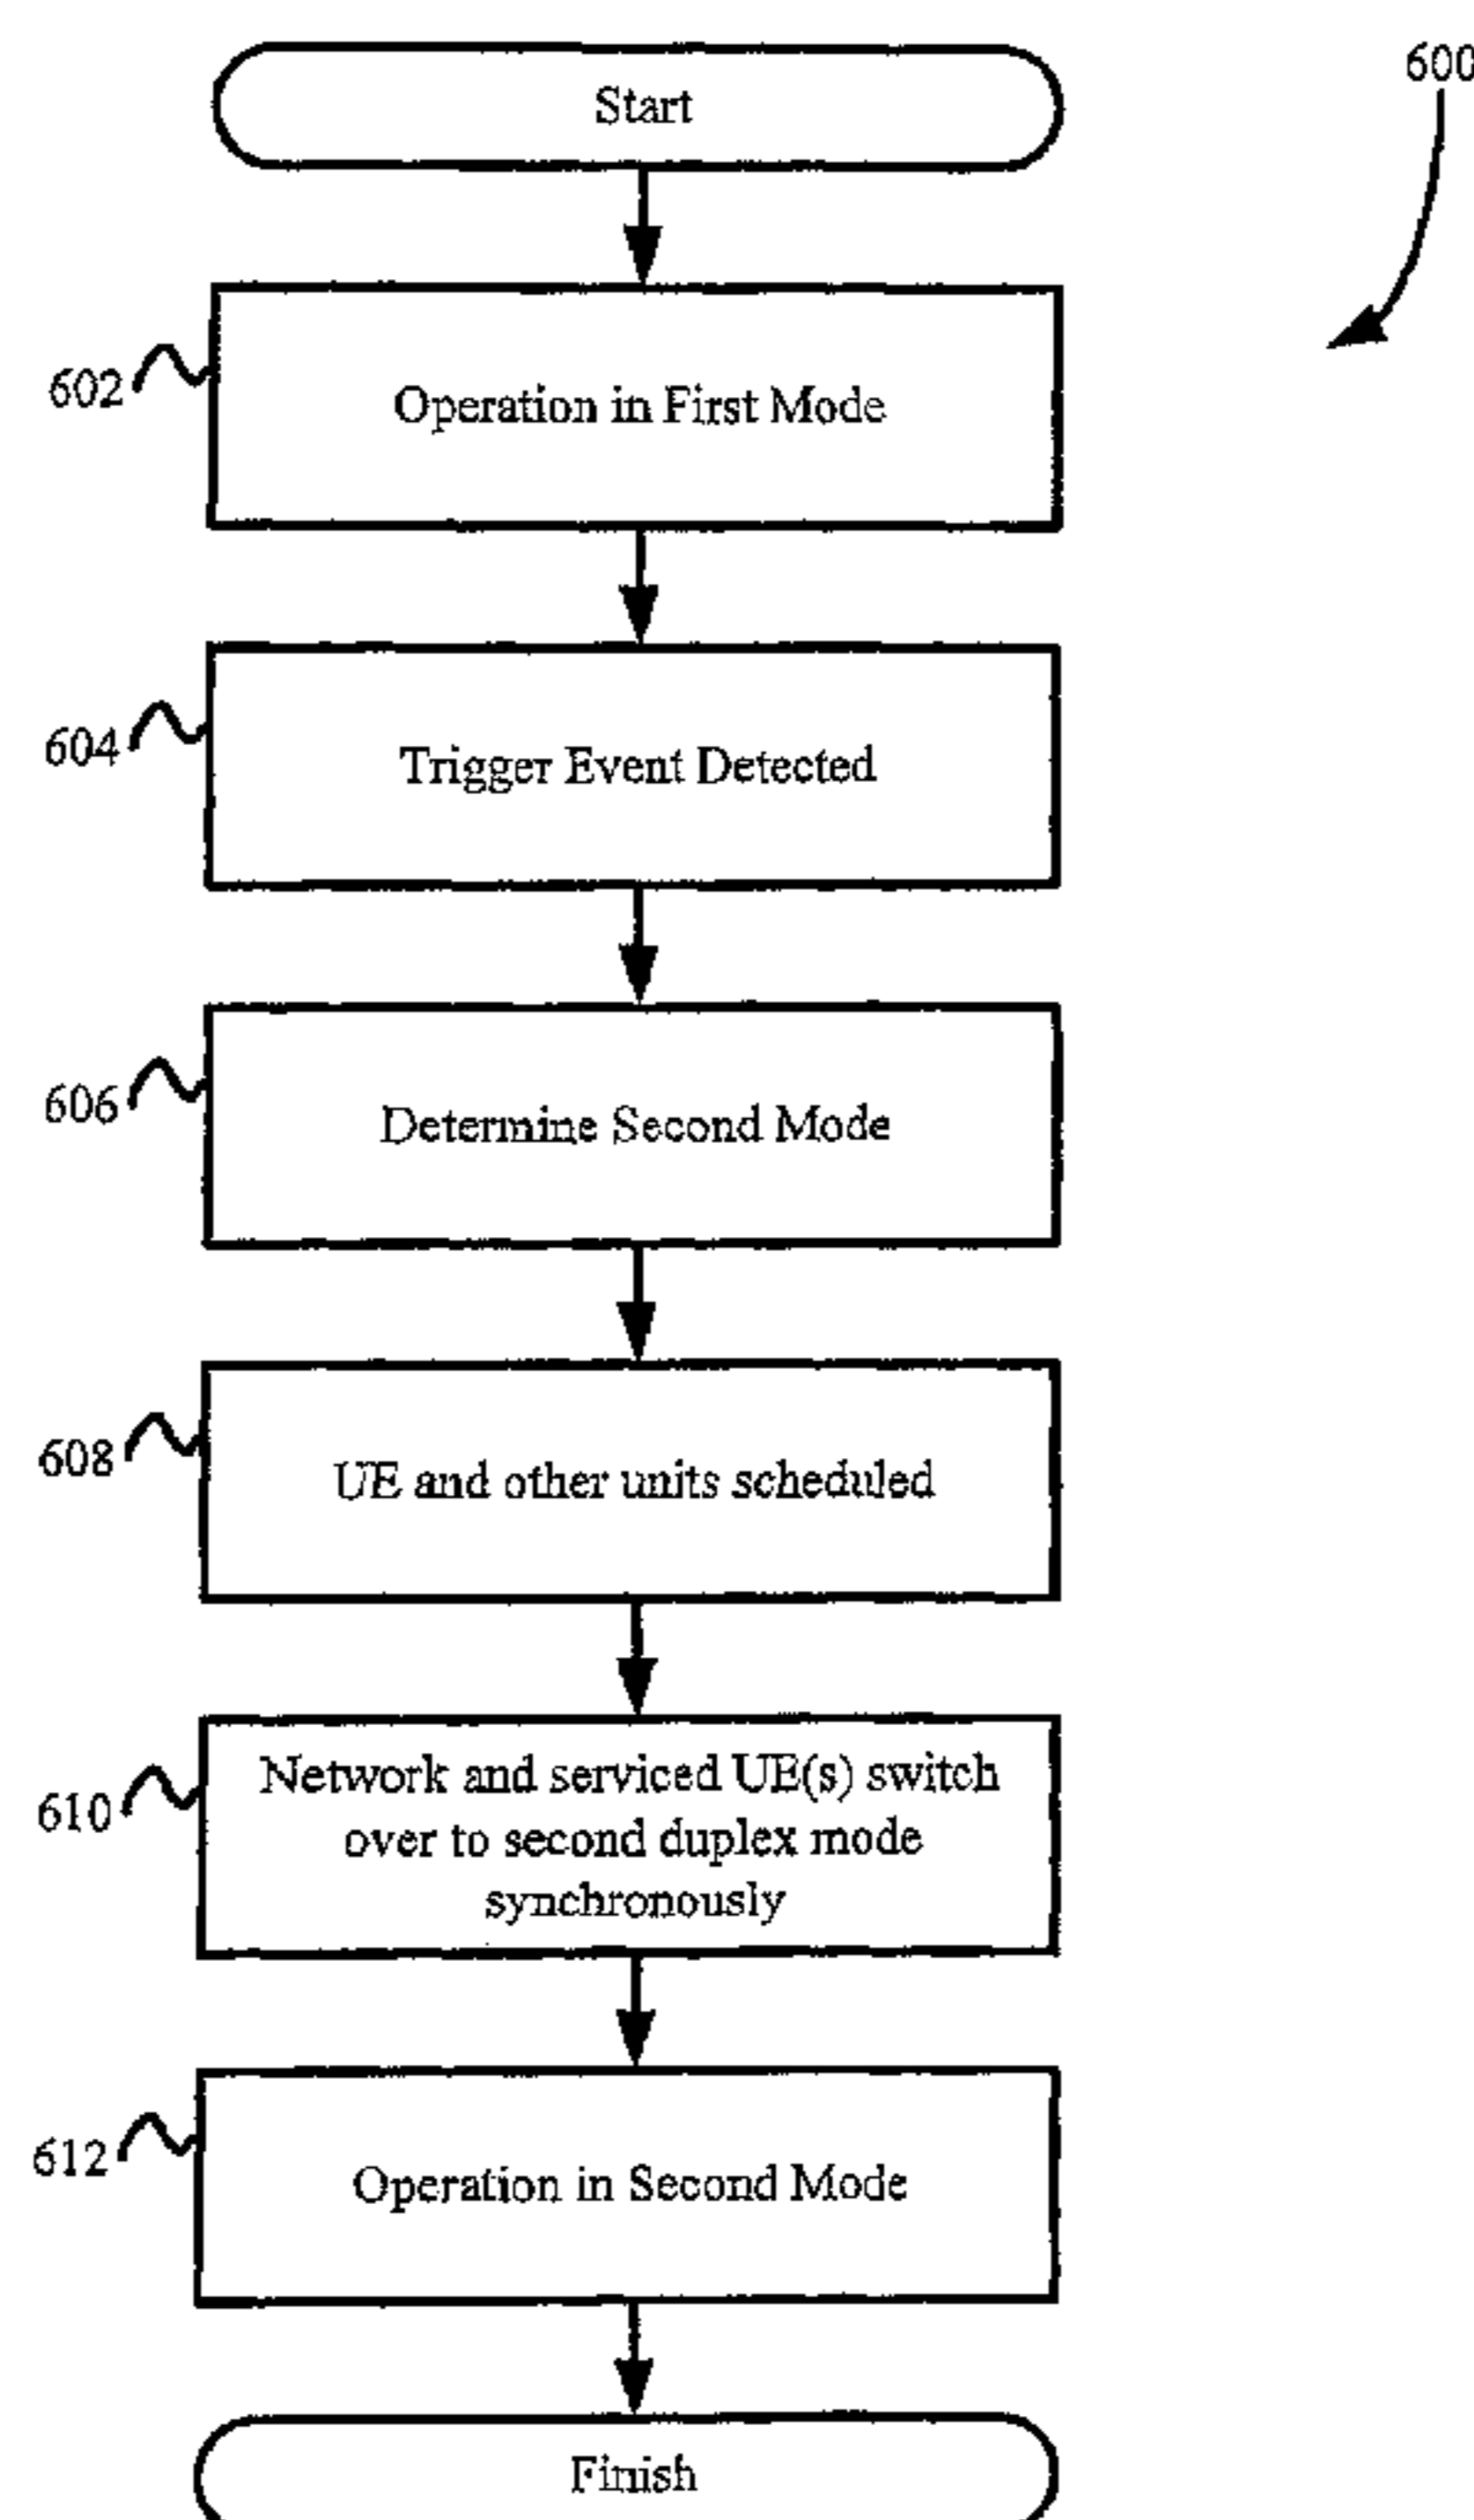 Start
600
602
Operation in First Mode
604
Trigger Event Detected
606
Determine Second Mode
608
UE and other units scheduled
610
Network and serviced UE(s) switch
over to second duplex mode
synchronously
612
Operation in Second Mode
Finish